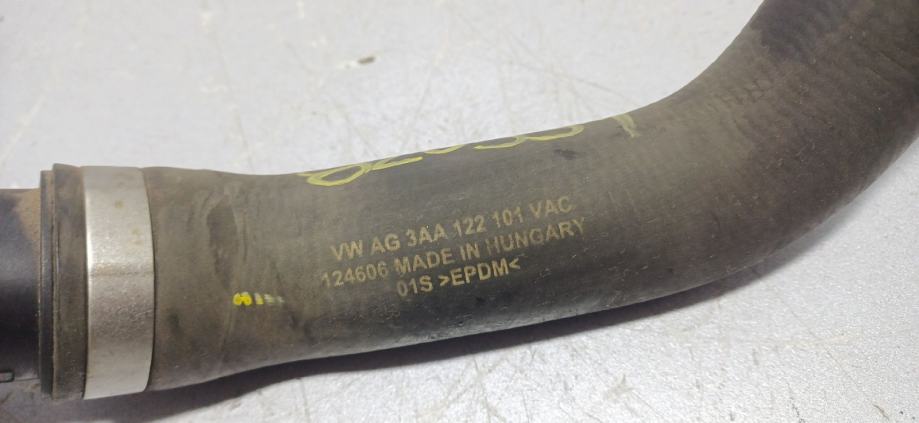 VW AG 3AA 122 101 VAC
124606 MADE IN HUNGARY
01S >EPDM<